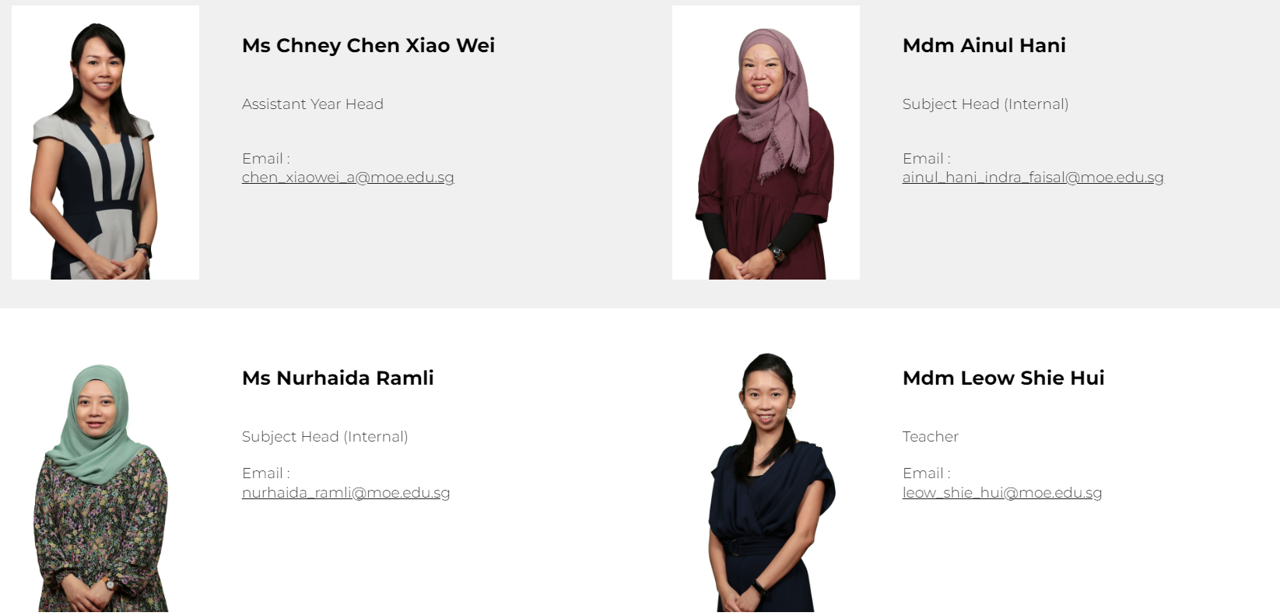 Ms Chney Chen Xiao Wei
Assistant Year Head
Email :
chen_xiaowei_a@moe.edu.sg
Mdm Ainul Hani
Subject Head (Internal)
Email :
ainul_hani_indra_faisal@moe.edu.sg
Ms Nurhaida Ramli
Subject Head (Internal)
Email :
nurhaida_ramli@moe.edu.sg
Mdm Leow Shie Hui
Teacher
Email :
leow_shie_hui@moe.edu.sg